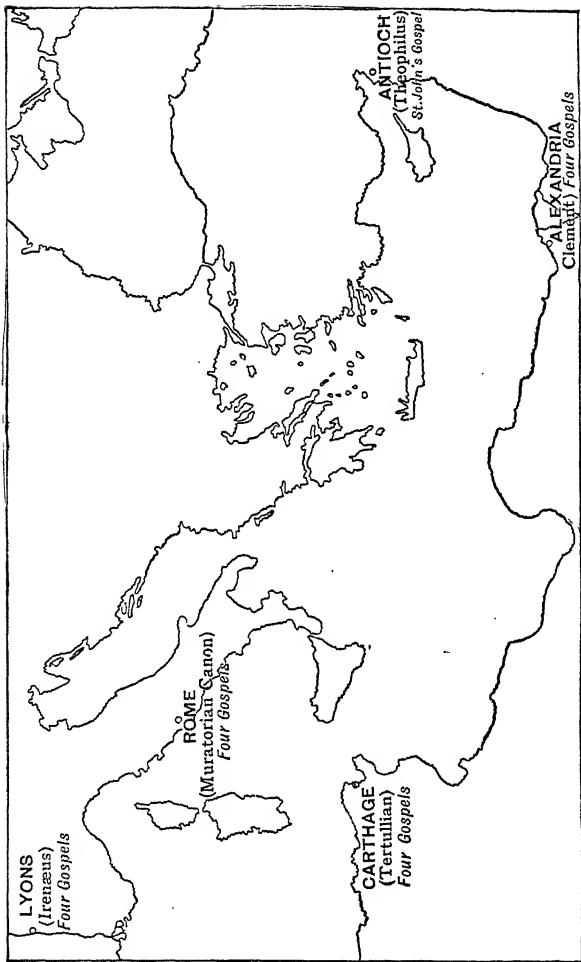 LYONS
(Irenæus)
Four Gospels
ROME
(Muratorian Canon)
Four Gospels
CARTHAGE
(Tertullian)
Four Gospels
ANTIOCH
(Theophilus)
St.John's Gospel
ALEXANDRIA
Clement) Four Gospels